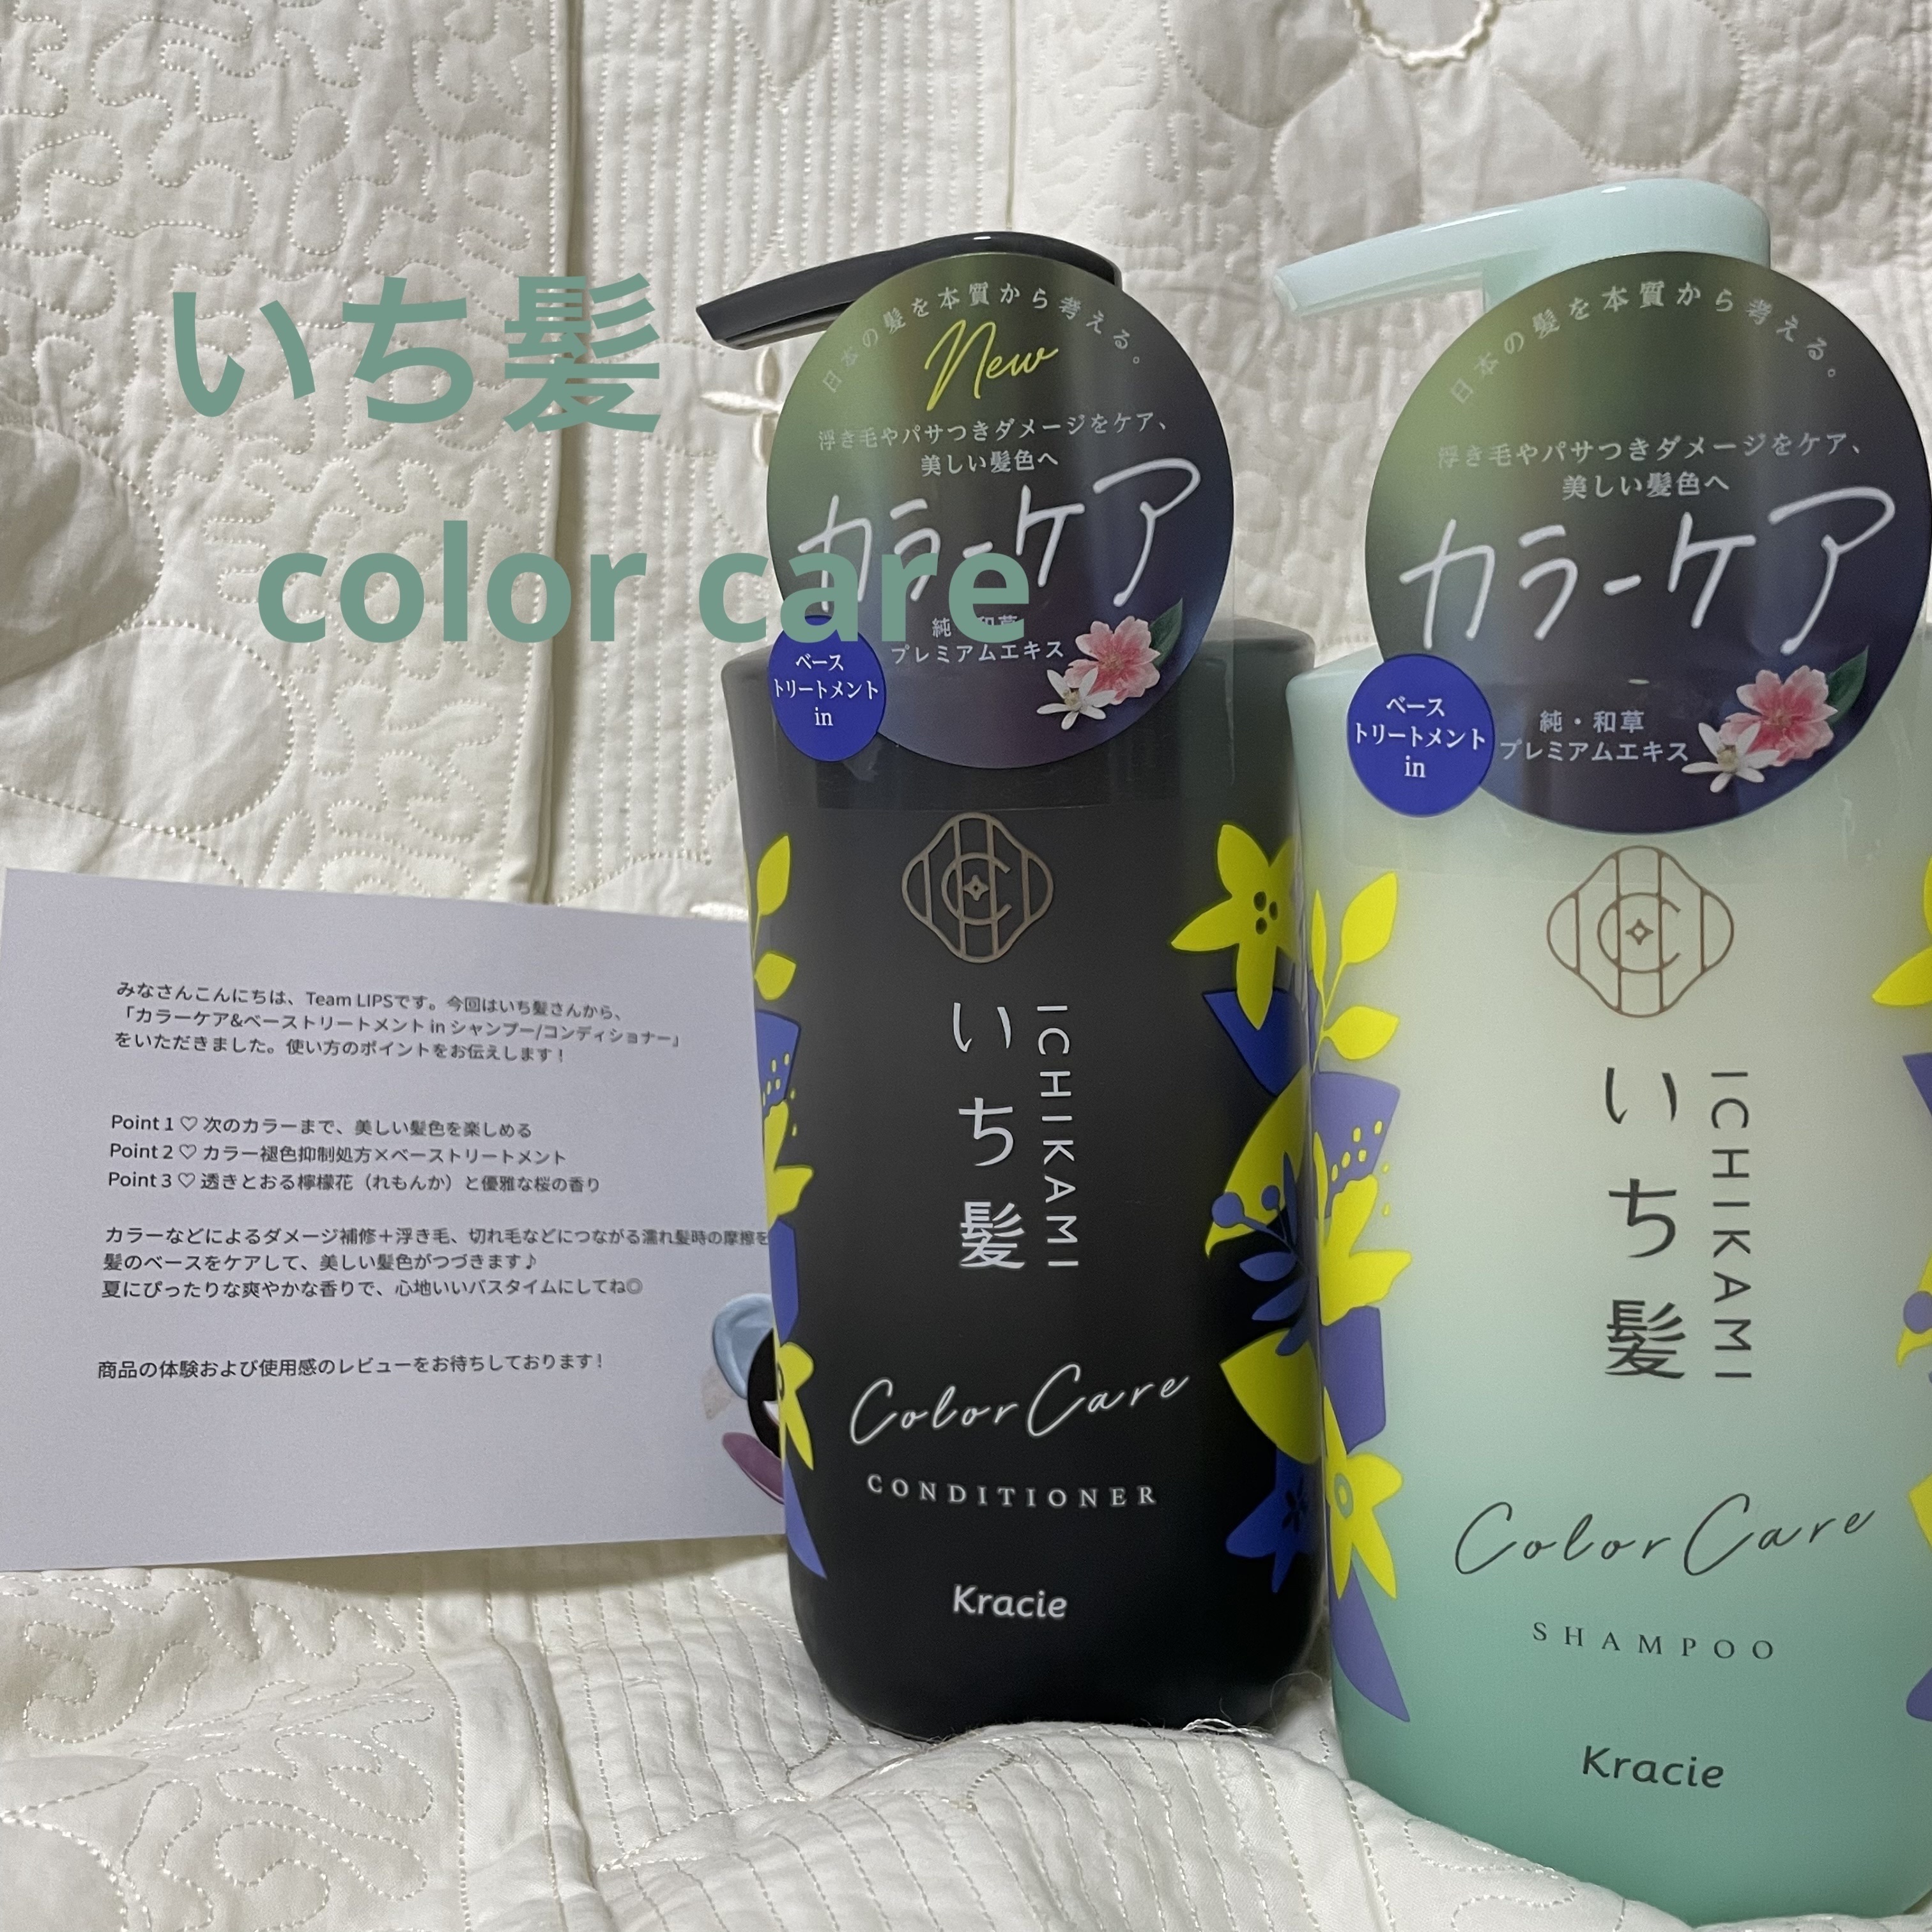 いち髪
color care
みなさんこんにちは、Team LIPSです。今回はいち髪さんから、
「カラーケア&ベーストリートメント in シャンプー/コンディショナー」
をいただきました。使い方のポイントをお伝えします！
Point 1 ♡ 次のカラーまで、美しい髪色を楽しめる
Point 2 ♡ カラー褪色抑制処方×ベーストリートメント
Point 3 ♡ 透きとおる檸檬花（れもんか）と優雅な桜の香り
カラーなどによるダメージ補修＋浮き毛、切れ毛などにつながる濡れ髪時の摩擦を
髪のベースをケアして、美しい髪色がつづきます♪
夏にぴったりな爽やかな香りで、心地いいバスタイムにしてね◎
商品の体験および使用感のレビューをお待ちしております！
日本の髪を本質から考える。
New
浮き毛やパサつきダメージをケア、
美しい髪色へ
カラーケア
純・和草
プレミアムエキス
ベース
トリートメント
in
いち髪
ICHIKAMI
Color Care
CONDITIONER
Kracie
日本の髪を本質から考える。
浮き毛やパサつきダメージをケア、
美しい髪色へ
カラーケア
純・和草
プレミアムエキス
ベース
トリートメント
in
いち髪
ICHIKAMI
Color Care
SHAMPOO
Kracie